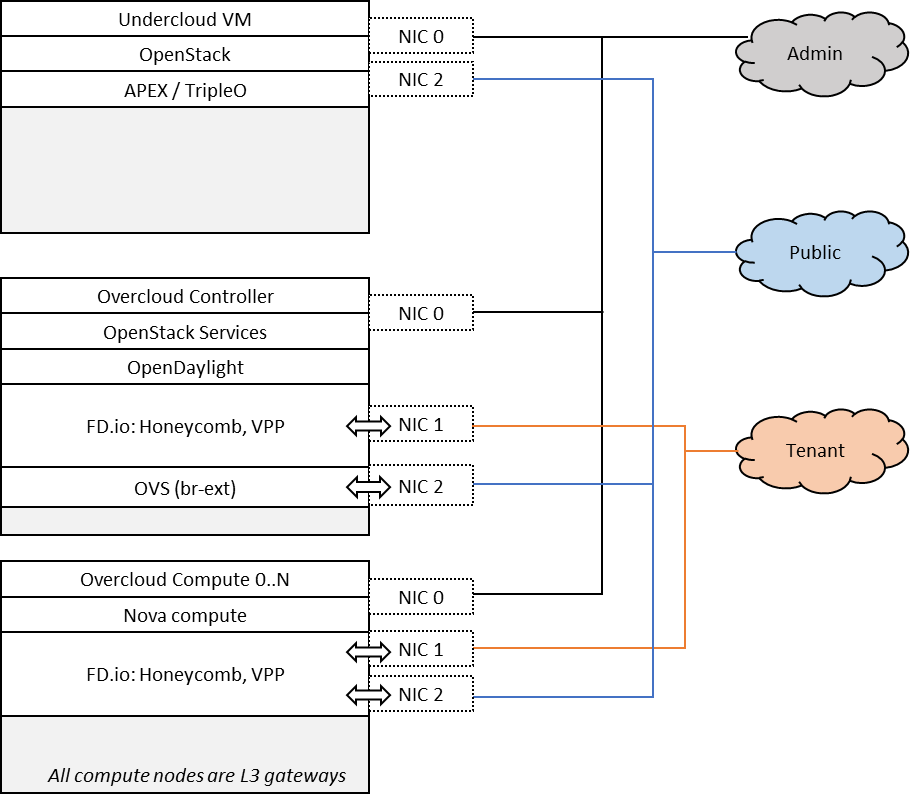 Undercloud VM
OpenStack
APEX / TripleO
NIC 0
NIC 2
Admin
Public
Overcloud Controller
OpenStack Services
OpenDaylight
FD.io: Honeycomb, VPP
OVS (br-ext)
NIC 0
NIC 1
NIC 2
Tenant
Overcloud Compute 0..N
Nova compute
FD.io: Honeycomb, VPP
NIC 0
NIC 1
NIC 2
All compute nodes are L3 gateways